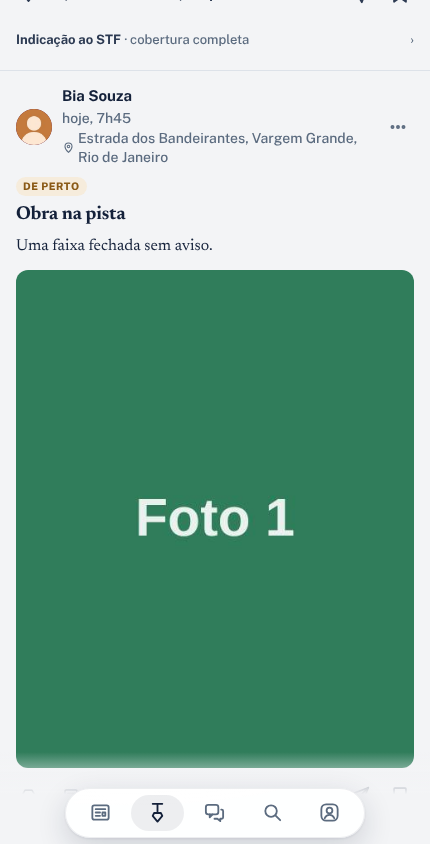 Indicação ao STF · cobertura completa
Bia Souza
hoje, 7h45
Estrada dos Bandeirantes, Vargem Grande,
Rio de Janeiro
DE PERTO
Obra na pista
Uma faixa fechada sem aviso.
Foto 1